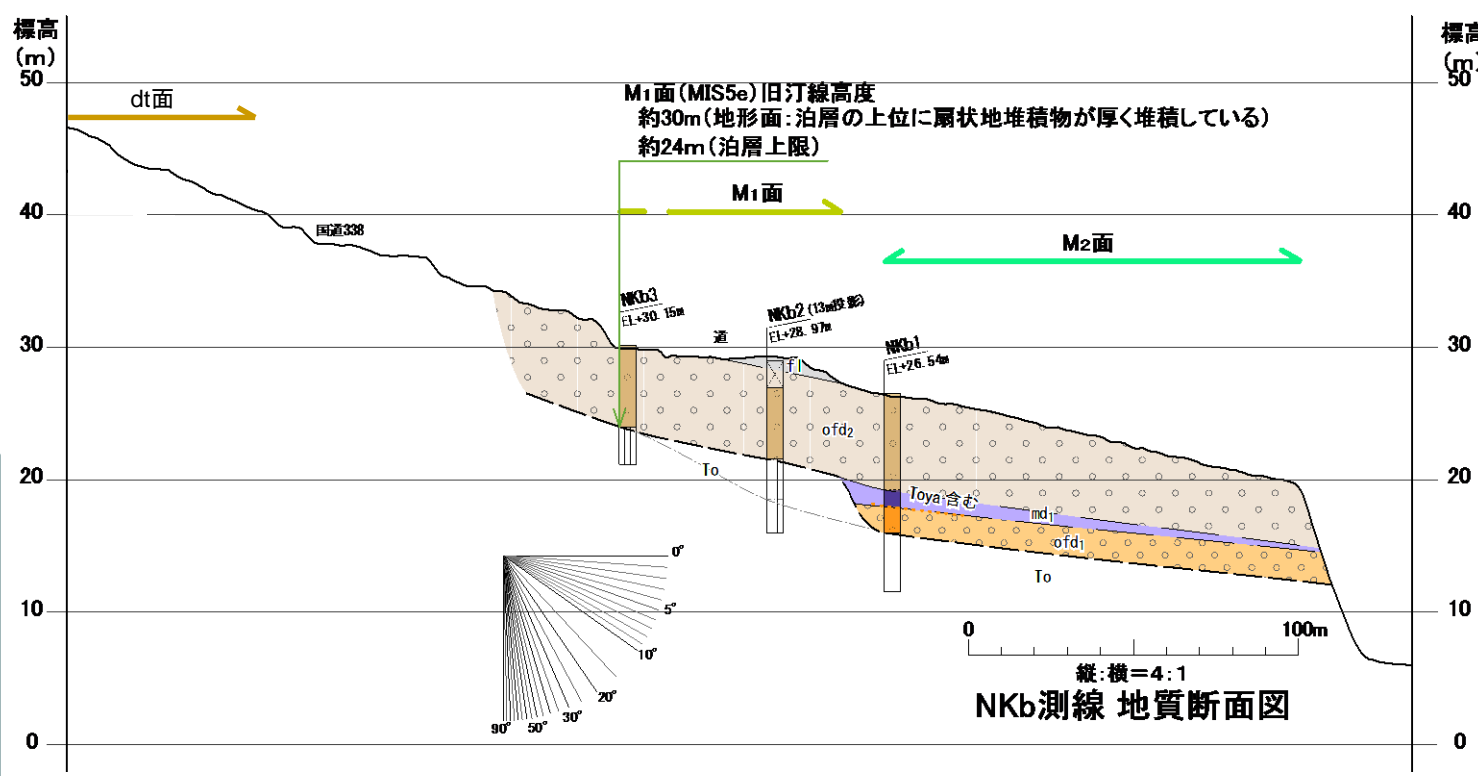 標高
(m)
標高
(m)
50
50
dt面
M1面(MIS5e)旧汀線高度
約30m(地形面:泊層の上位に扇状地堆積物が厚く堆積している)
約24m(泊層上限)
M1面
40
40
国道338
M2面
NKb3
EL+30.15m
NKb2 (13m投影)
EL+28.97m
道
NKb1
EL+26.54m
30
30
fl
ofd2
To
20
20
Toya含む
md1
ofd1
To
0°
5°
10°
20°
30°
50°
90°
10
10
0
100m
縦:横=4:1
NKb測線 地質断面図
0
0